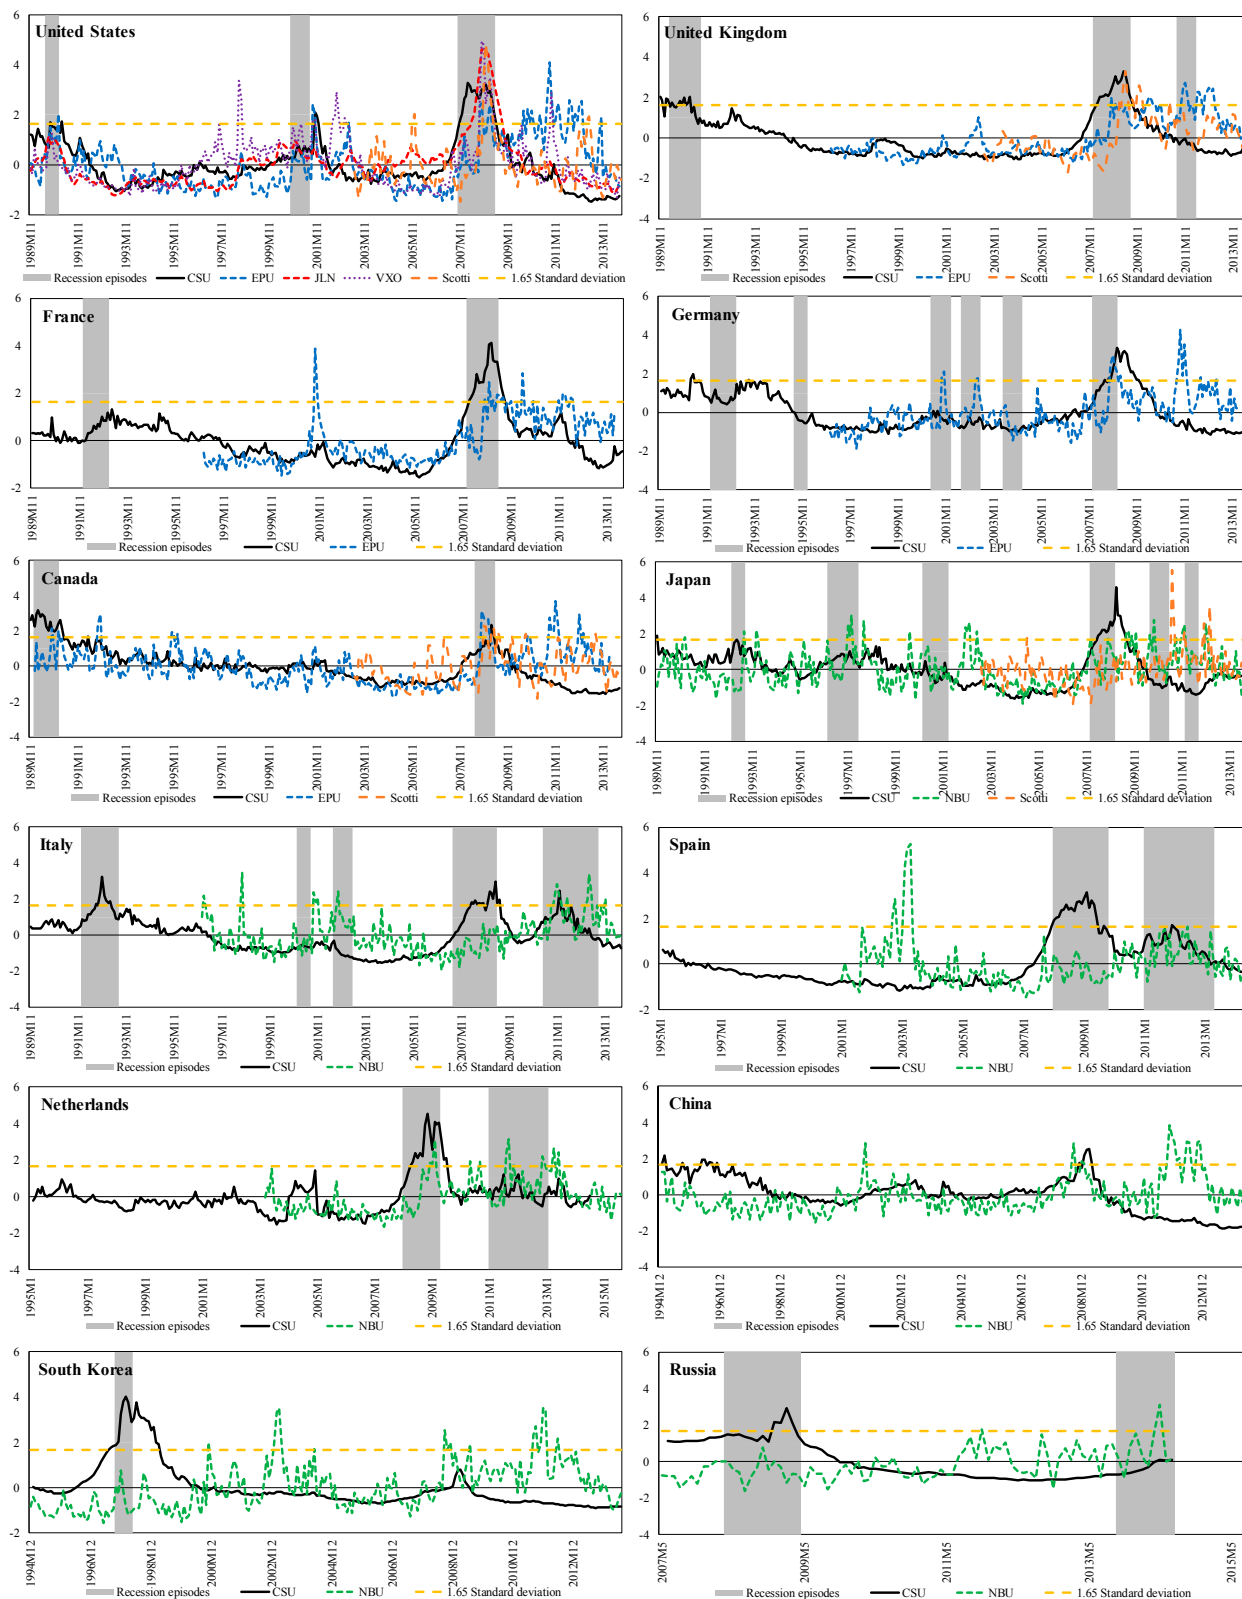 United States
6
4
2
0
-2
1989M11 1991M11 1993M11 1995M11 1997M11 1999M11 2001M11 2003M11 2005M11 2007M11 2009M11 2011M11 2013M11
Recession episodes CSU EPU JLN VXO Scotti 1.65 Standard deviation
United Kingdom
6
4
2
0
-2
-4
1989M11 1991M11 1993M11 1995M11 1997M11 1999M11 2001M11 2003M11 2005M11 2007M11 2009M11 2011M11 2013M11
Recession episodes CSU EPU Scotti 1.65 Standard deviation
France
6
4
2
0
-2
1989M11 1991M11 1993M11 1995M11 1997M11 1999M11 2001M11 2003M11 2005M11 2007M11 2009M11 2011M11 2013M11
Recession episodes CSU EPU 1.65 Standard deviation
Germany
6
4
2
0
-2
-4
1989M11 1991M11 1993M11 1995M11 1997M11 1999M11 2001M11 2003M11 2005M11 2007M11 2009M11 2011M11 2013M11
Recession episodes CSU EPU 1.65 Standard deviation
Canada
6
4
2
0
-2
-4
1989M11 1991M11 1993M11 1995M11 1997M11 1999M11 2001M11 2003M11 2005M11 2007M11 2009M11 2011M11 2013M11
Recession episodes CSU EPU Scotti 1.65 Standard deviation
Japan
6
4
2
0
-2
-4
1989M11 1991M11 1993M11 1995M11 1997M11 1999M11 2001M11 2003M11 2005M11 2007M11 2009M11 2011M11 2013M11
Recession episodes CSU NBU Scotti 1.65 Standard deviation
Italy
6
4
2
0
-2
-4
1989M11 1991M11 1993M11 1995M11 1997M11 1999M11 2001M11 2003M11 2005M11 2007M11 2009M11 2011M11 2013M11
Recession episodes CSU NBU 1.65 Standard deviation
Spain
6
4
2
0
-2
1995M1 1997M1 1999M1 2001M1 2003M1 2005M1 2007M1 2009M1 2011M1 2013M1
Recession episodes CSU NBU 1.65 Standard deviation
Netherlands
6
4
2
0
-2
-4
1995M1 1997M1 1999M1 2001M1 2003M1 2005M1 2007M1 2009M1 2011M1 2013M1 2015M1
Recession episodes CSU NBU 1.65 Standard deviation
China
6
4
2
0
-2
-4
1994M12 1996M12 1998M12 2000M12 2002M12 2004M12 2006M12 2008M12 2010M12 2012M12
Recession episodes CSU NBU 1.65 Standard deviation
South Korea
6
4
2
0
-2
1994M12 1996M12 1998M12 2000M12 2002M12 2004M12 2006M12 2008M12 2010M12 2012M12
Recession episodes CSU NBU 1.65 Standard deviation
Russia
6
4
2
0
-2
-4
2007M5 2009M5 2011M5 2013M5 2015M5
Recession episodes CSU NBU 1.65 Standard deviation